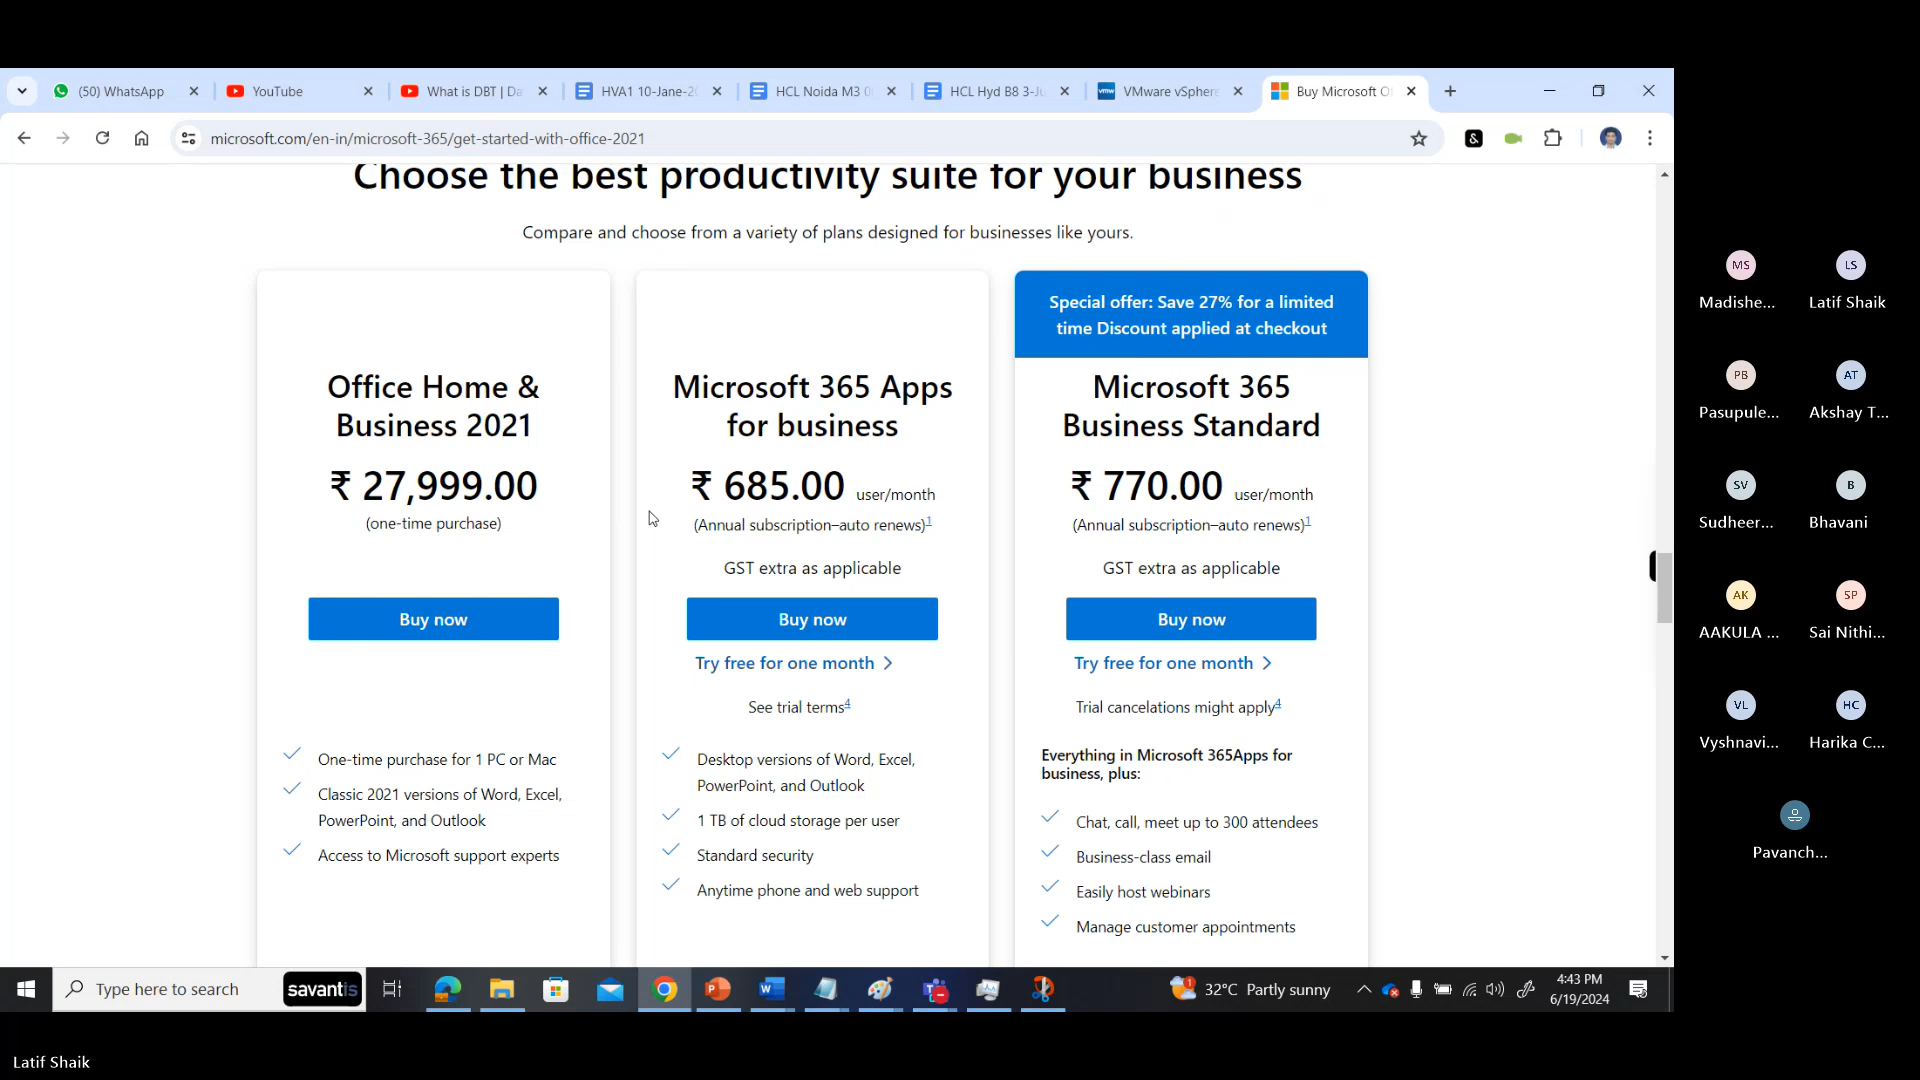 (50) WhatsApp
YouTube
What is DBT | Da
HVA1 10-Jane-20
HCL Noida M3 0
HCL Hyd B8 3-Ju
VMware vSphere
Buy Microsoft O
microsoft.com/en-in/microsoft-365/get-started-with-office-2021
Choose the best productivity suite for your business
Compare and choose from a variety of plans designed for businesses like yours.
Office Home &
Business 2021
₹ 27,999.00
(one-time purchase)
Buy now
One-time purchase for 1 PC or Mac
Classic 2021 versions of Word, Excel,
PowerPoint, and Outlook
Access to Microsoft support experts
Microsoft 365 Apps
for business
₹ 685.00 user/month
(Annual subscription–auto renews)1
GST extra as applicable
Buy now
Try free for one month
See trial terms4
Desktop versions of Word, Excel,
PowerPoint, and Outlook
1 TB of cloud storage per user
Standard security
Anytime phone and web support
Special offer: Save 27% for a limited
time Discount applied at checkout
Microsoft 365
Business Standard
₹ 770.00 user/month
(Annual subscription–auto renews)1
GST extra as applicable
Buy now
Try free for one month
Trial cancelations might apply4
Everything in Microsoft 365Apps for
business, plus:
Chat, call, meet up to 300 attendees
Business-class email
Easily host webinars
Manage customer appointments
MS
Madishe...
LS
Latif Shaik
PB
Pasupule...
AT
Akshay T...
SV
Sudheer...
B
Bhavani
AK
AAKULA ...
SP
Sai Nithi...
VL
Vyshnavi...
HC
Harika C...
Pavanch...
Type here to search
savantis
32°C Partly sunny
4:43 PM
6/19/2024
Latif Shaik